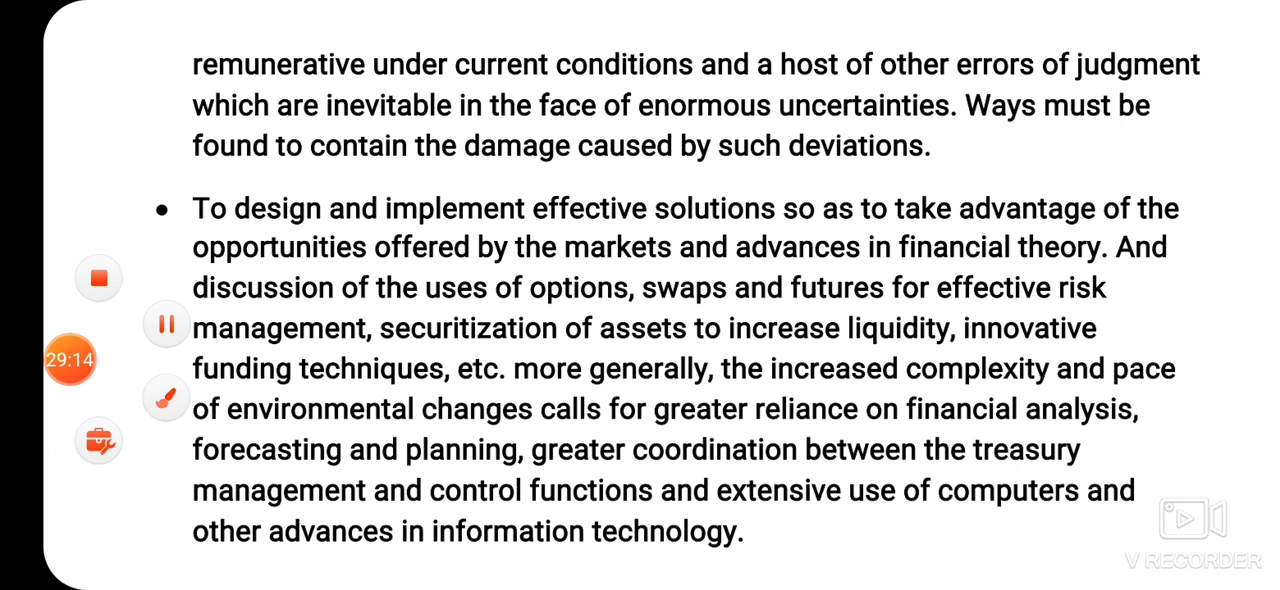 remunerative under current conditions and a host of other errors of judgment
which are inevitable in the face of enormous uncertainties. Ways must be
found to contain the damage caused by such deviations.
• To design and implement effective solutions so as to take advantage of the
opportunities offered by the markets and advances in financial theory. And
discussion of the uses of options, swaps and futures for effective risk
management, securitization of assets to increase liquidity, innovative
funding techniques, etc. more generally, the increased complexity and pace
of environmental changes calls for greater reliance on financial analysis,
forecasting and planning, greater coordination between the treasury
management and control functions and extensive use of computers and
other advances in information technology.
29:14
V RECORDER